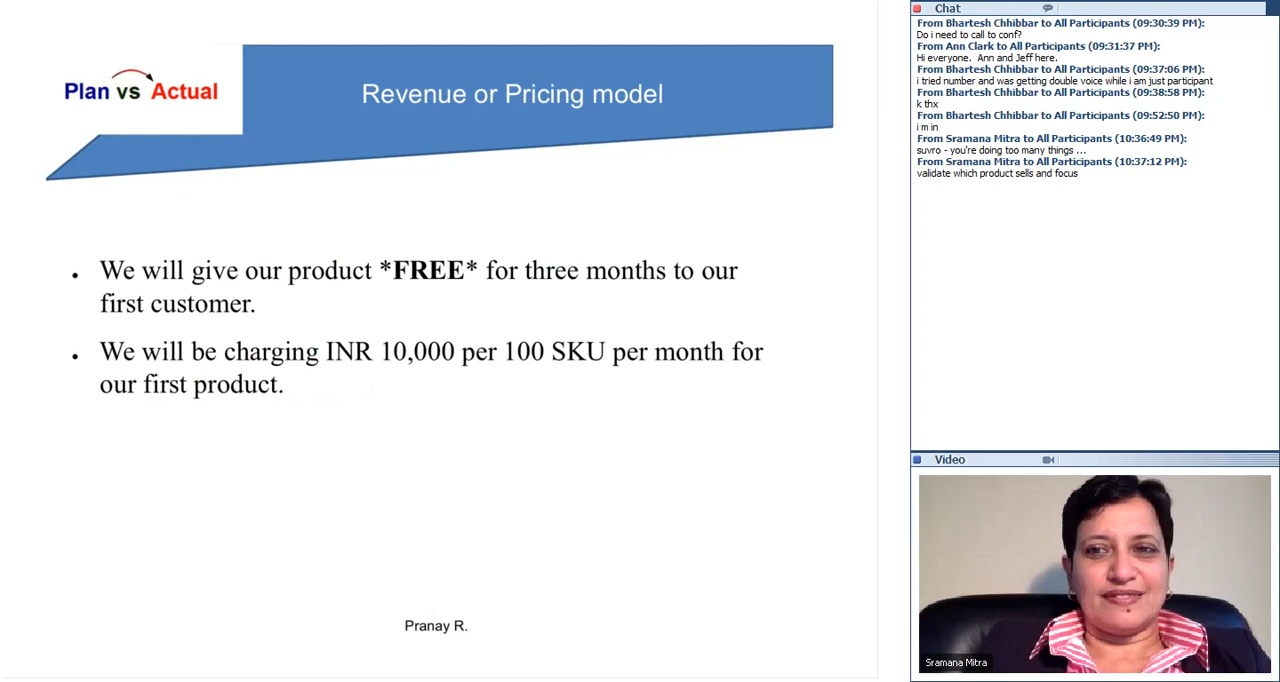 Plan vs Actual
Revenue or Pricing model
• We will give our product *FREE* for three months to our
first customer.
• We will be charging INR 10,000 per 100 SKU per month for
our first product.
Pranay R.
Chat
From Bhartesh Chhibbar to All Participants (09:30:39 PM):
Do i need to call to conf?
From Ann Clark to All Participants (09:31:37 PM):
Hi everyone.  Ann and Jeff here.
From Bhartesh Chhibbar to All Participants (09:37:06 PM):
i tried number and was getting double voice while i am just participant
From Bhartesh Chhibbar to All Participants (09:38:58 PM):
k thx
From Bhartesh Chhibbar to All Participants (09:52:50 PM):
i m in
From Sramana Mitra to All Participants (10:36:49 PM):
suvro - you're doing too many things ...
From Sramana Mitra to All Participants (10:37:12 PM):
validate which product sells and focus
Video
Sramana Mitra